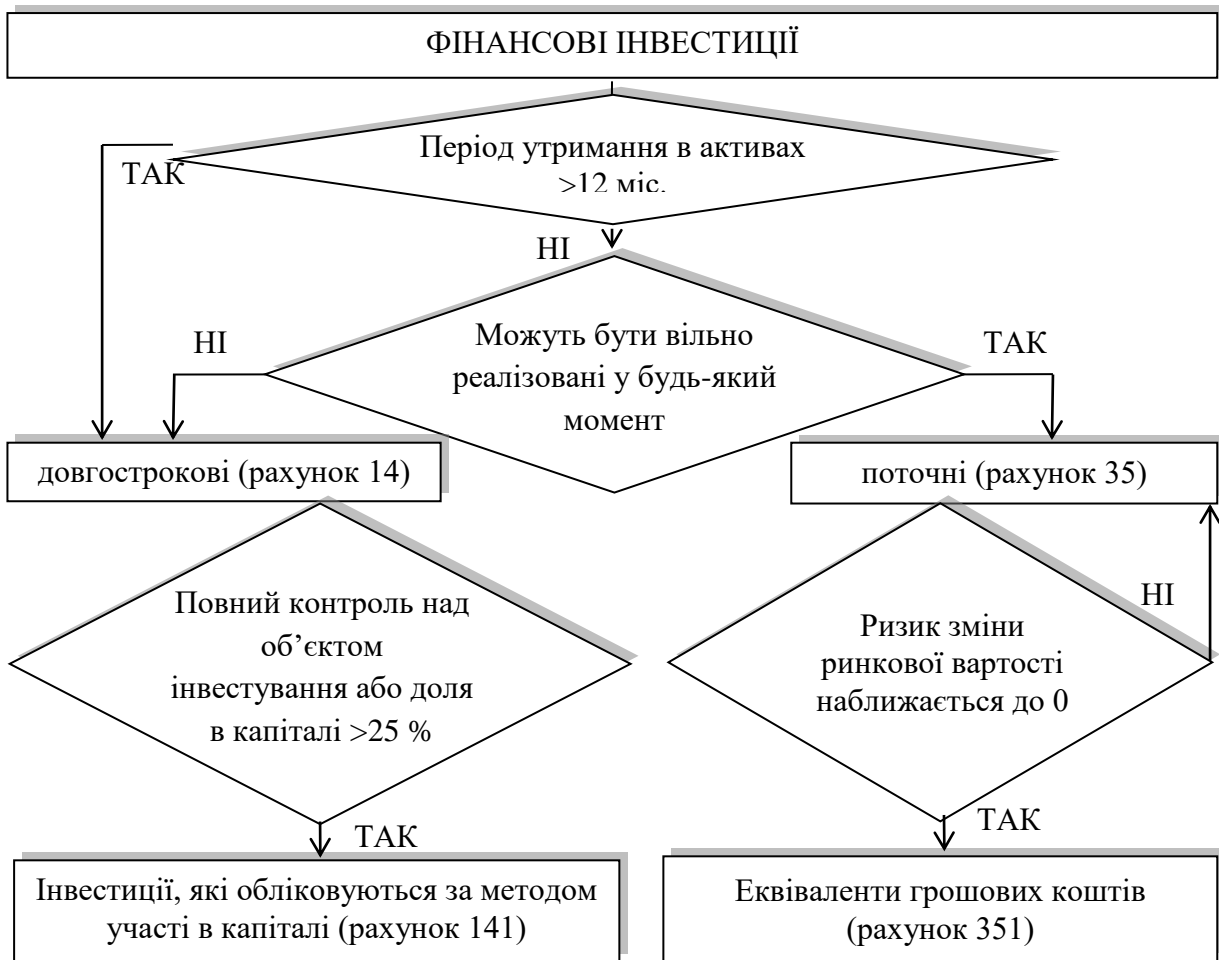 ФІНАНСОВІ ІНВЕСТИЦІЇ
Період утримання в активах
>12 міс.
ТАК
НІ
Можуть бути вільно
реалізовані у будь-який
момент
НІ
ТАК
довгострокові (рахунок 14)
поточні (рахунок 35)
Повний контроль над
об’єктом
інвестування або доля
в капіталі >25 %
Ризик зміни
ринкової вартості
наближається до 0
НІ
ТАК
ТАК
Інвестиції, які обліковуються за методом
участі в капіталі (рахунок 141)
Еквіваленти грошових коштів
(рахунок 351)